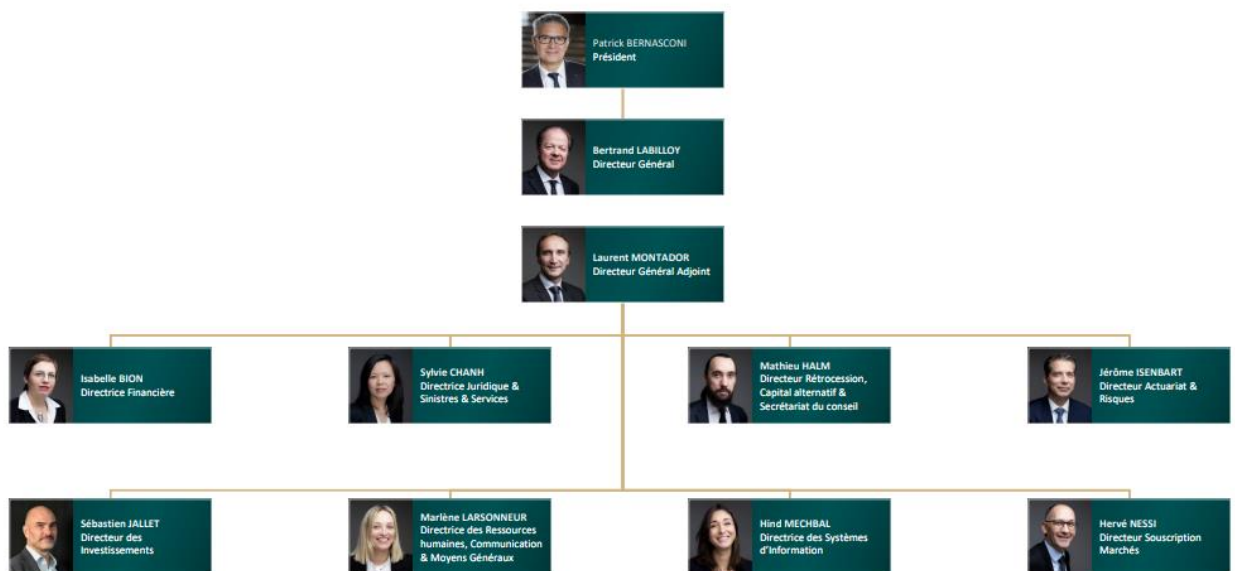 Patrick BERNASCONI
Président
Bertrand LABILLOY
Directeur Général
Laurent MONTADOR
Directeur Général Adjoint
Isabelle BION
Directrice Financière
Sylvie CHANH
Directrice Juridique &
Sinistres & Services
Mathieu HALM
Directeur Rétrocession,
Capital alternatif &
Secrétariat du conseil
Jérôme ISENBART
Directeur Actuariat &
Risques
Sébastien JALLET
Directeur des
Investissements
Marlène LARSONNEUR
Directrice des Ressources
humaines, Communication
& Moyens Généraux
Hind MECHBAL
Directrice des Systèmes
d'Information
Hervé NESSI
Directeur Souscription
Marchés